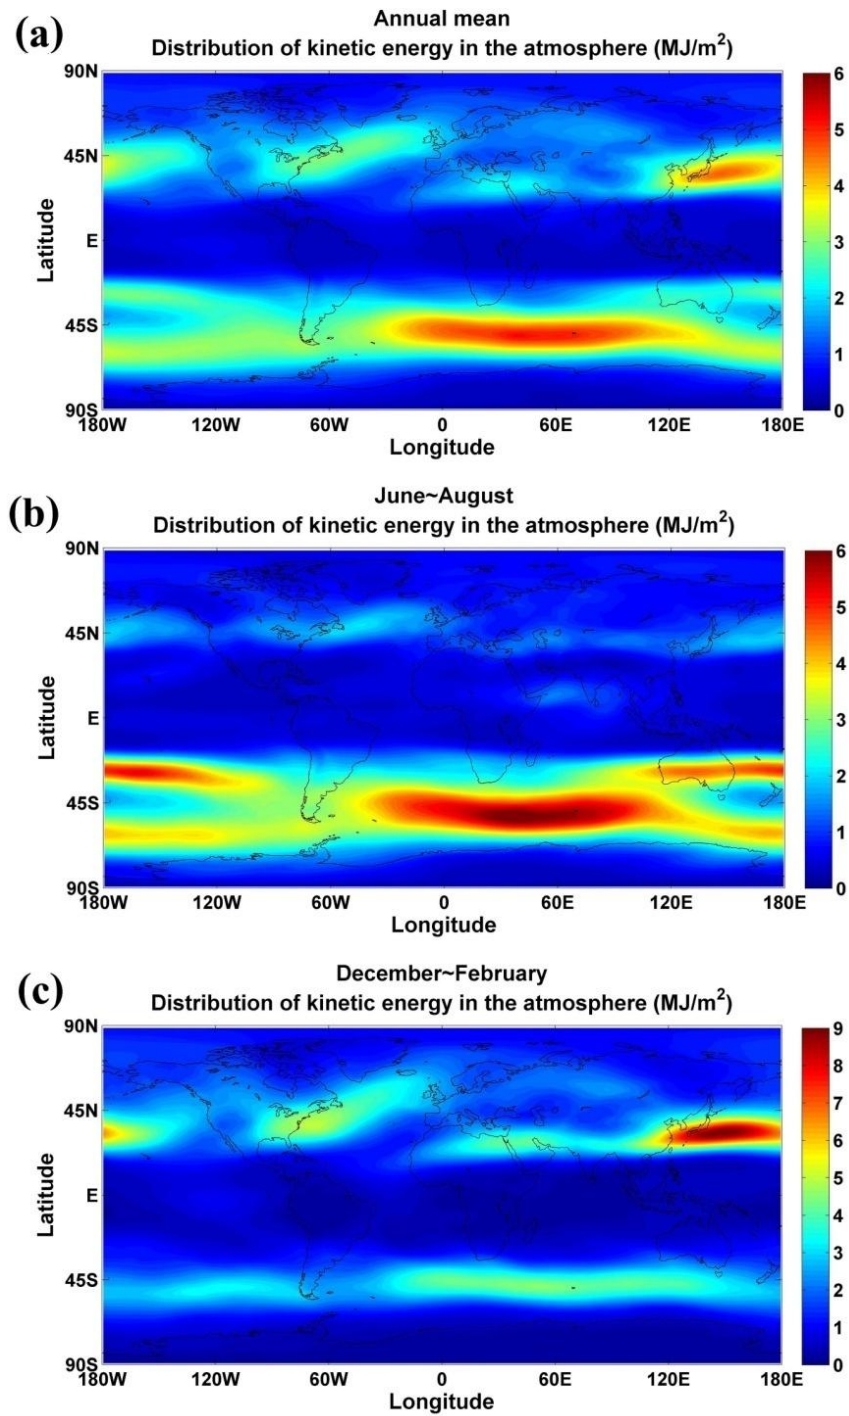 (a)
Annual mean
Distribution of kinetic energy in the atmosphere (MJ/m²)
90N
45N
E
45S
90S
Latitude
180W 120W 60W 0 60E 120E 180E
Longitude
6
5
4
3
2
1
0
(b)
June~August
Distribution of kinetic energy in the atmosphere (MJ/m²)
90N
45N
E
45S
90S
Latitude
180W 120W 60W 0 60E 120E 180E
Longitude
6
5
4
3
2
1
0
(c)
December~February
Distribution of kinetic energy in the atmosphere (MJ/m²)
90N
45N
E
45S
90S
Latitude
180W 120W 60W 0 60E 120E 180E
Longitude
9
8
7
6
5
4
3
2
1
0